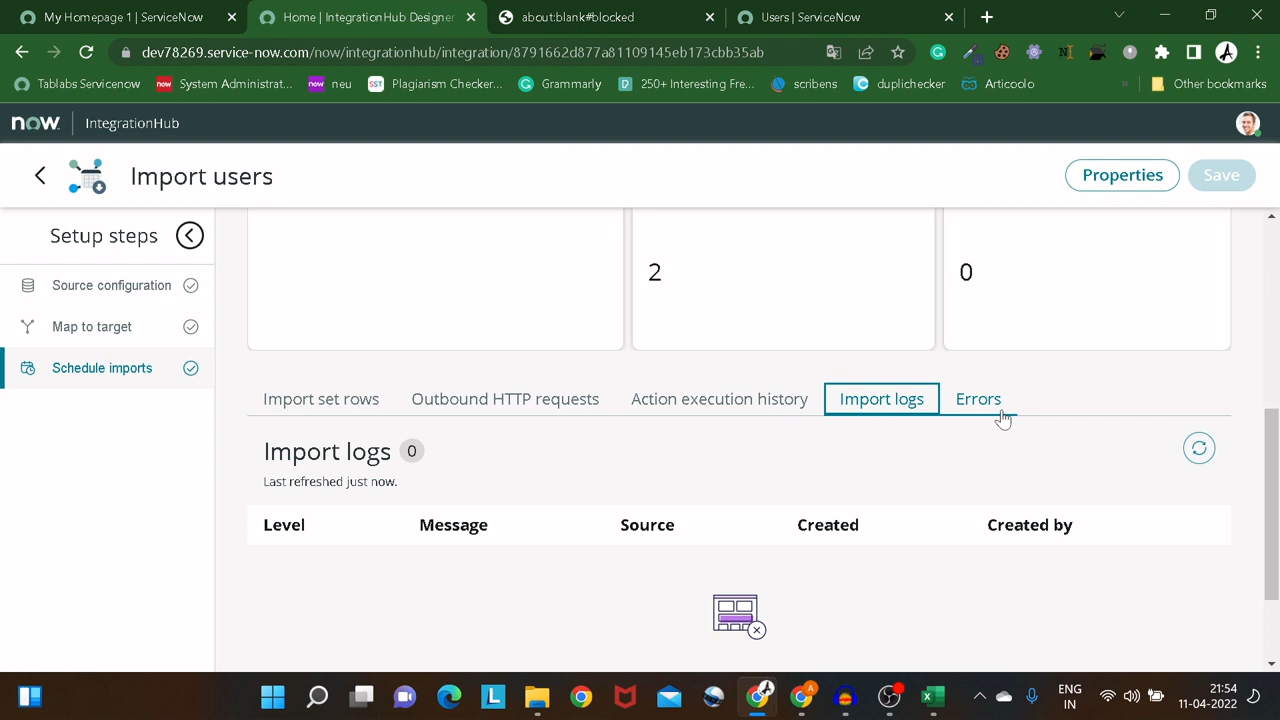 My Homepage 1 | ServiceNow
Home | IntegrationHub Designer
about:blank#blocked
Users | ServiceNow
dev78269.service-now.com/now/integrationhub/integration/8791662d877a81109145eb173cbb35ab
Tablabs Servicenow
now System Administrat...
now neu
SST Plagiarism Checker...
Grammarly
250+ Interesting Fre...
scribens
duplichecker
Articoolo
Other bookmarks
now IntegrationHub
Import users
Properties
Save
Setup steps
Source configuration
Map to target
Schedule imports
2
0
Import set rows
Outbound HTTP requests
Action execution history
Import logs
Errors
Import logs 0
Last refreshed just now.
Level Message Source Created Created by
ENG
IN
21:54
11-04-2022